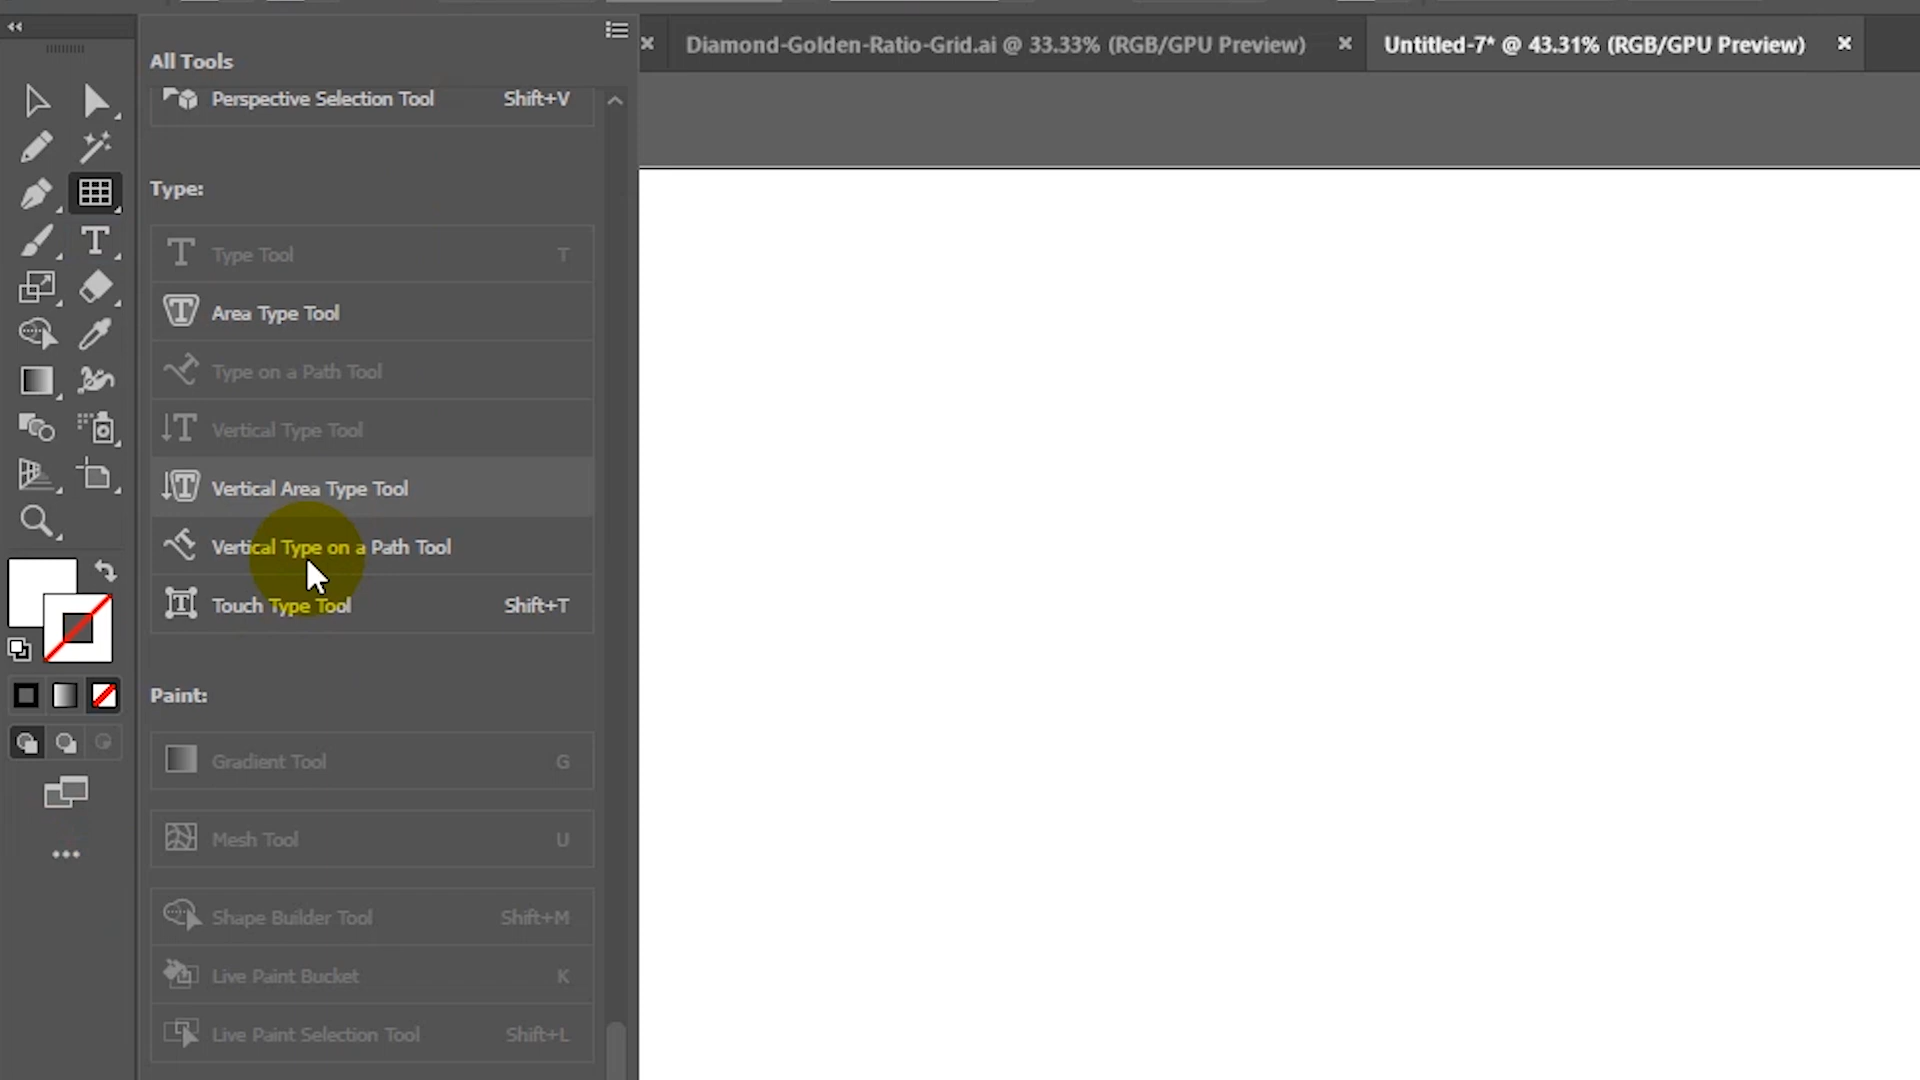 Diamond-Golden-Ratio-Grid.ai @ 33.33% (RGB/GPU Preview)
Untitled-7* @ 43.31% (RGB/GPU Preview)
All Tools
Perspective Selection Tool Shift+V
Type:
Type Tool T
Area Type Tool
Type on a Path Tool
Vertical Type Tool
Vertical Area Type Tool
Vertical Type on a Path Tool
Touch Type Tool Shift+T
Paint:
Gradient Tool G
Mesh Tool U
Shape Builder Tool Shift+M
Live Paint Bucket K
Live Paint Selection Tool Shift+L